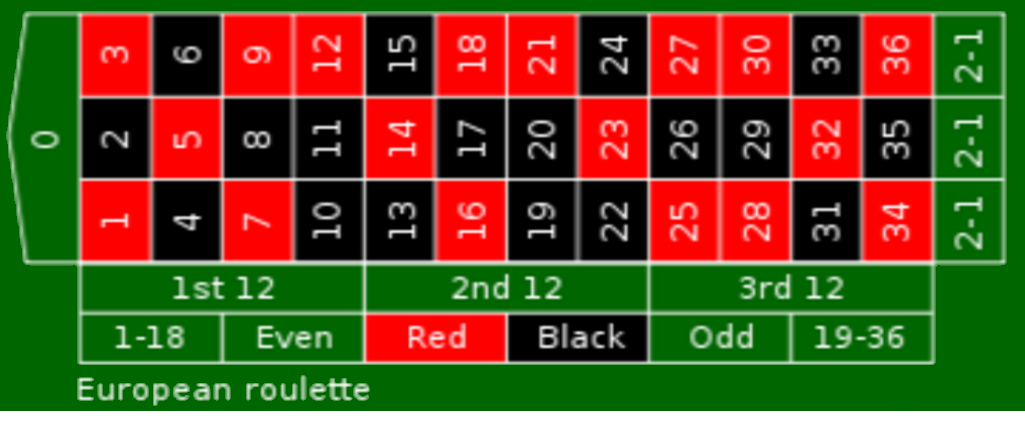 3 6 9 12 15 18 21 24 27 30 33 36 2-1
0 2 5 8 11 14 17 20 23 26 29 32 35 2-1
1 4 7 10 13 16 19 22 25 28 31 34 2-1
1st 12 2nd 12 3rd 12
1-18 Even Red Black Odd 19-36
European roulette